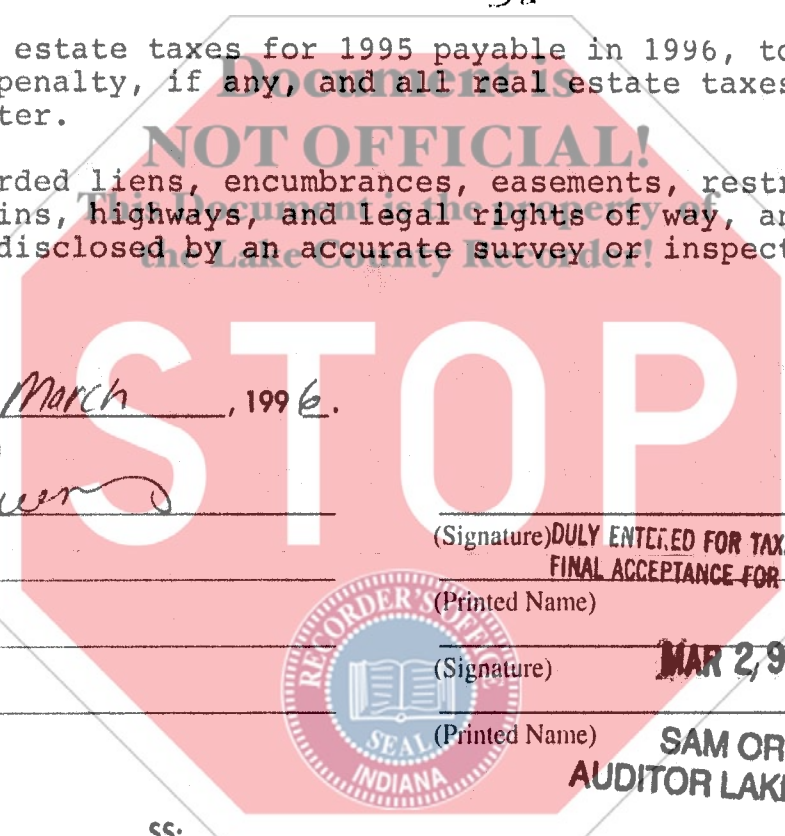 estate taxes for 1995 payable in 1996, to
penalty, if any, and all real estate taxes
ter.
Document is
NOT OFFICIAL!
This Document is the property of
the Lake County Recorder!
rded liens, encumbrances, easements, restr
ins, highways, and legal rights of way, an
disclosed by an accurate survey or inspect
STOP
March, 1996.
(Signature) DULY ENTERED FOR TAX
FINAL ACCEPTANCE FOR
(Printed Name)
(Signature) MAR 2,9
(Printed Name) SAM OR
AUDITOR LAK
RECORDER'S OFFICE
SEAL
INDIANA
SS: